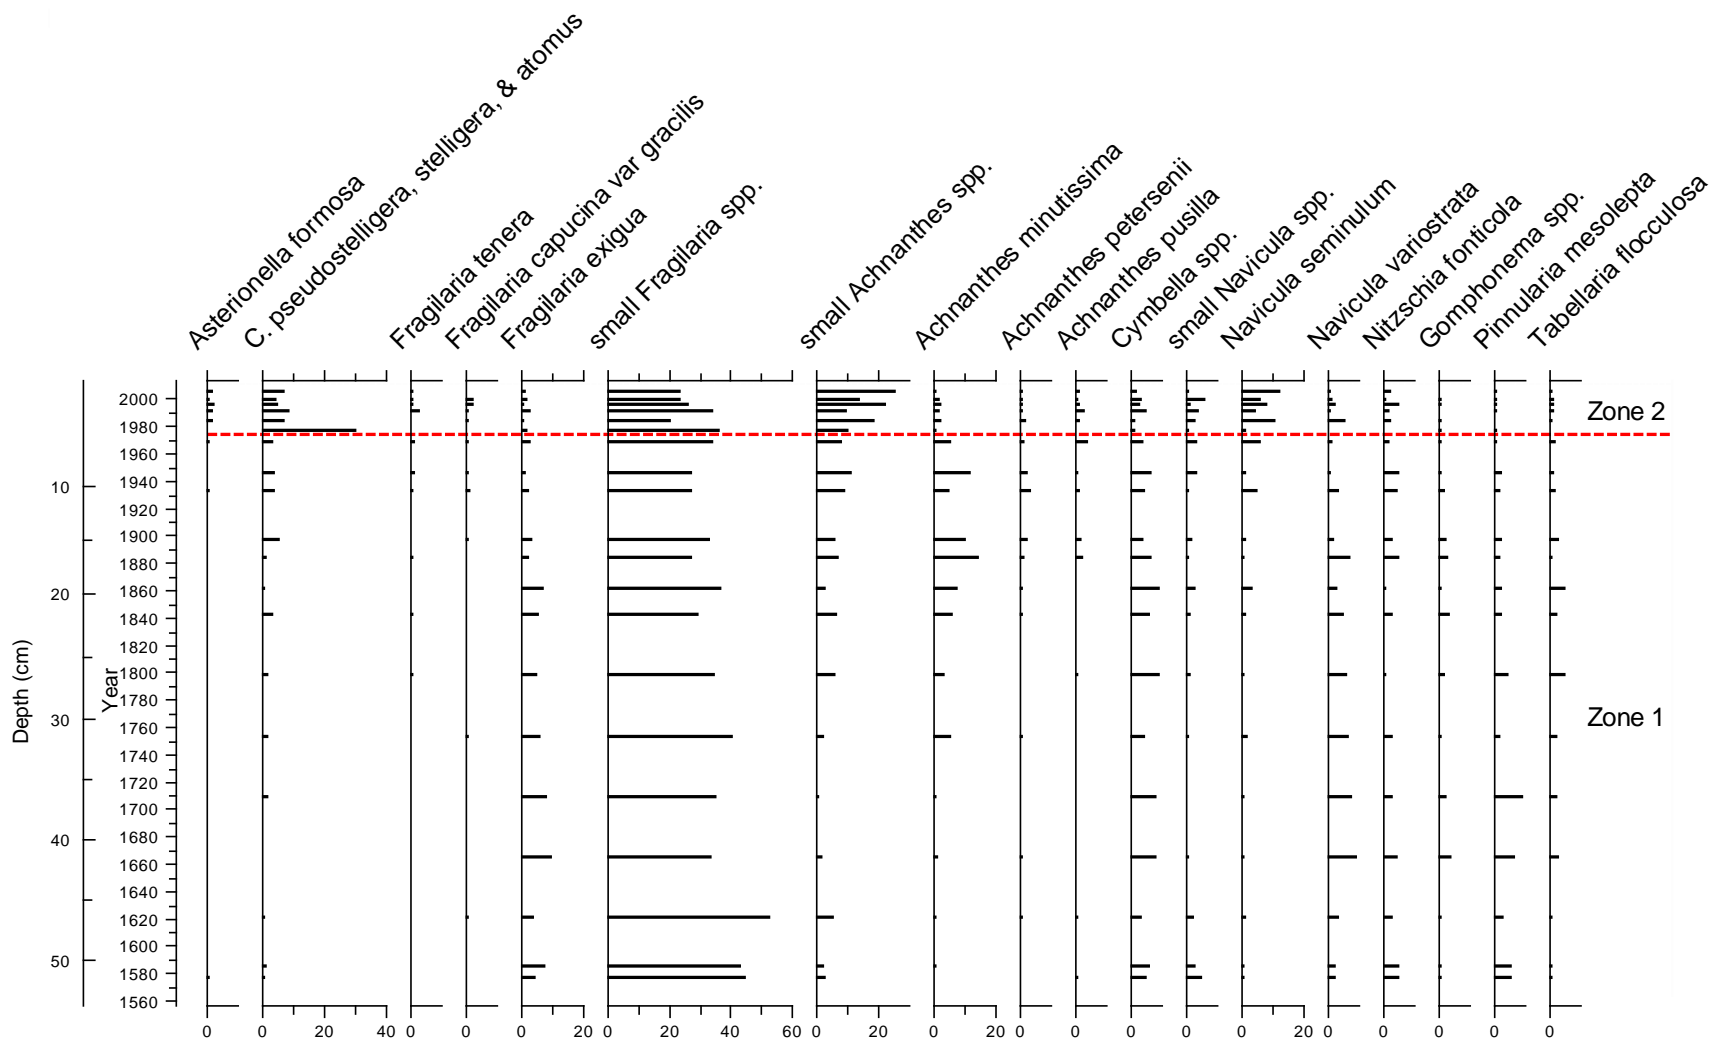 Asterionella formosa
C. pseudostelligera, stelligera, & atomus
Fragilaria tenera
Fragilaria capucina var gracilis
Fragilaria exigua
small Fragilaria spp.
small Achnanthes spp.
Achnanthes minutissima
Achnanthes petersenii
Achnanthes pusilla
Cymbella spp.
small Navicula spp.
Navicula seminulum
Navicula variostrata
Nitzschia fonticola
Gomphonema spp.
Pinnularia mesolepta
Tabellaria flocculosa
2000
1980
1960
1940
1920
1900
1880
1860
1840
1820
1800
1780
1760
1740
1720
1700
1680
1660
1640
1620
1600
1580
1560
10
20
30
40
50
Depth (cm)
Year
Zone 2
Zone 1
0 0 20 40 0 0 0 20 0 20 40 60 0 20 0 20 0 0 0 0 0 20 0 0 0 0 0